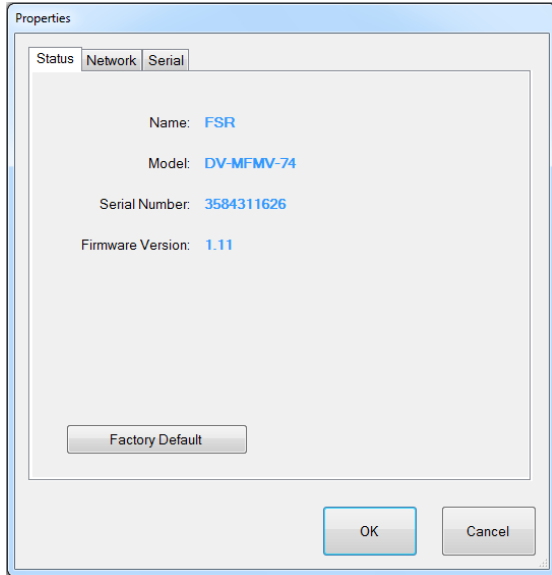 Properties
Status Network Serial
Name: FSR
Model: DV-MFMV-74
Serial Number: 3584311626
Firmware Version: 1.11
Factory Default
OK Cancel